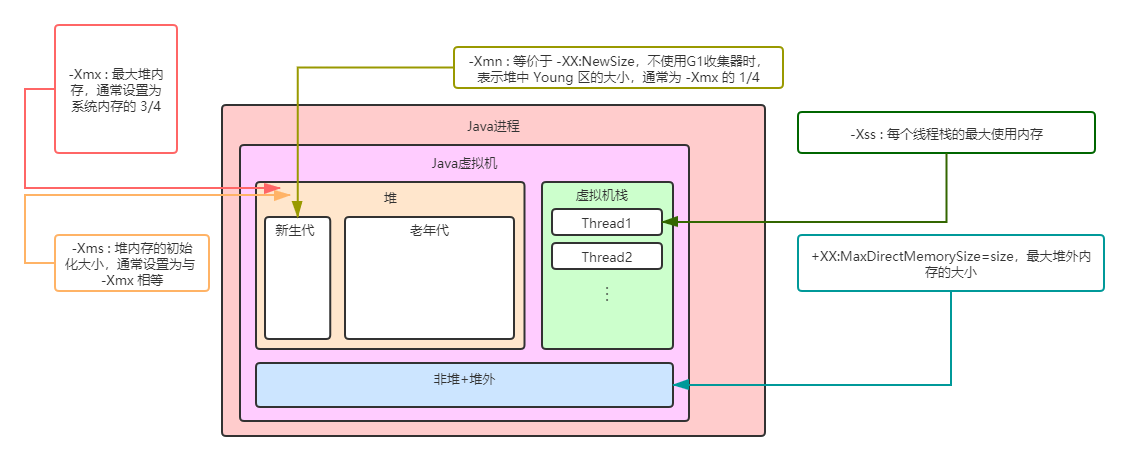 -Xmx : 最大堆内
存，通常设置为
系统内存的 3/4
-Xmn : 等价于 -XX:NewSize，不使用G1收集器时，
表示堆中 Young 区的大小，通常为 -Xmx 的 1/4
-Xss : 每个线程栈的最大使用内存
Java进程
Java虚拟机
堆
新生代
老年代
虚拟机栈
Thread1
Thread2
⋮
-Xms : 堆内存的初始
化大小，通常设置为与
-Xmx 相等
+XX:MaxDirectMemorySize=size，最大堆外内
存的大小
非堆+堆外